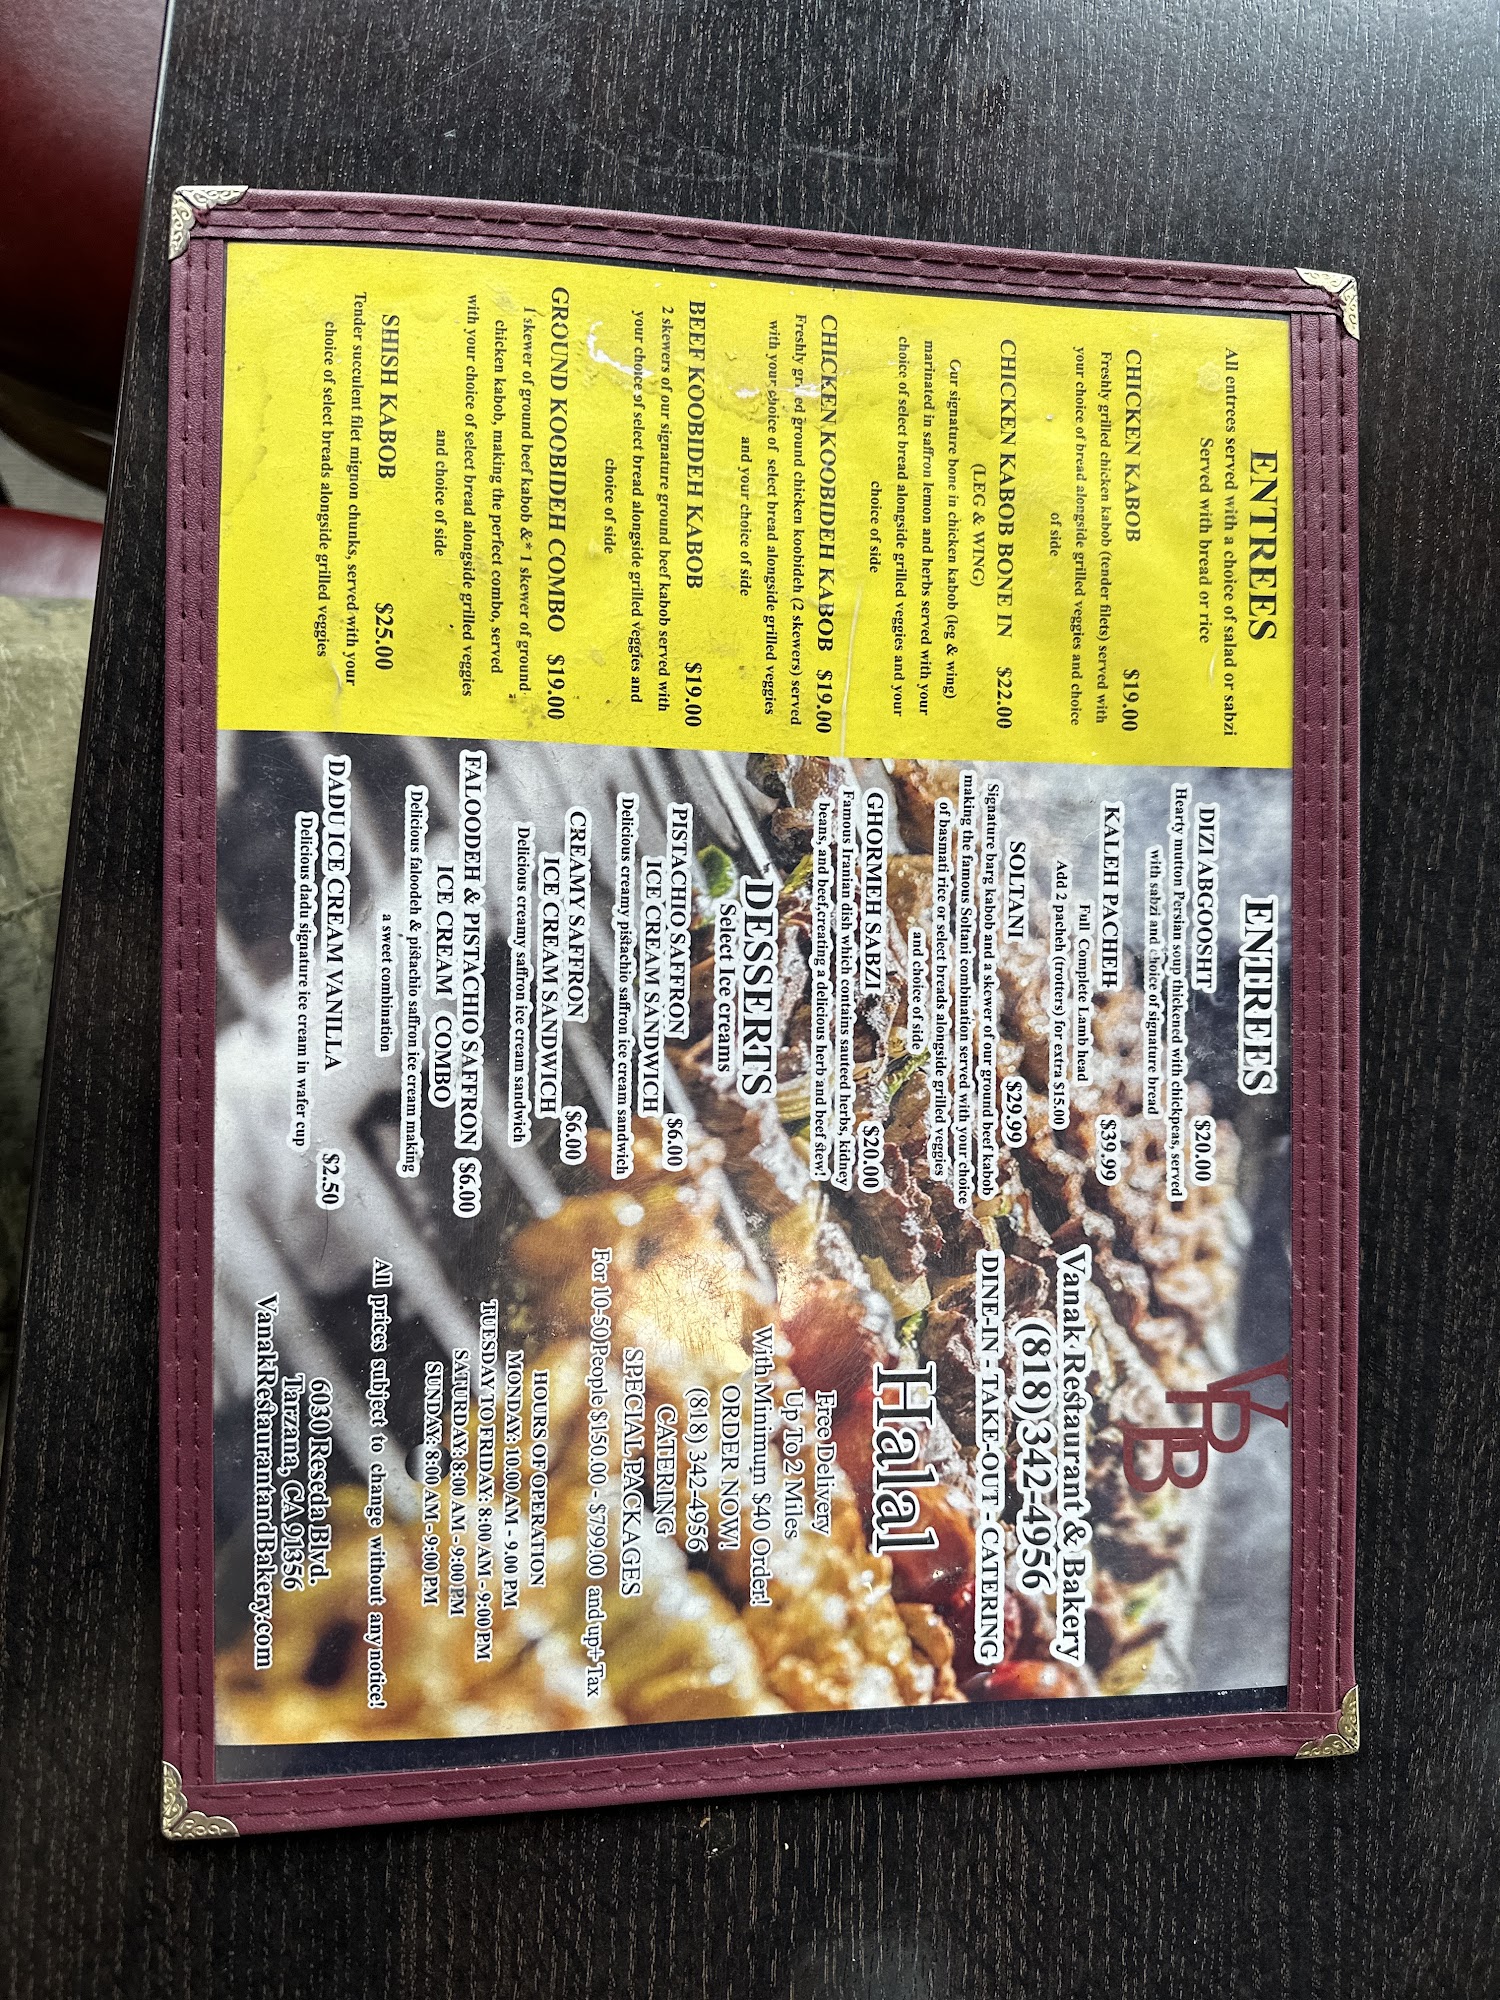 ENTREES
All entrees served with a choice of salad or sabzi
Served with bread or rice
CHICKEN KABOB $19.00
Freshly grilled chicken kabob (tender filets) served with
your choice of bread alongside grilled veggies and choice
of side
CHICKEN KABOB BONE IN $22.00
(LEG & WING)
Our signature bone in chicken kabob (leg & wing)
marinated in saffron lemon and herbs served with your
choice of select bread alongside grilled veggies and your
choice of side
CHICKEN KOOBIDEH KABOB $19.00
Freshly ground chicken koobideh (2 skewers) served
with your choice of select bread alongside grilled veggies
and your choice of side
BEEF KOOBIDEH KABOB $19.00
2 skewers of our signature ground beef kabob served with
your choice of select bread alongside grilled veggies and
choice of side
GROUND KOOBIDEH COMBO $19.00
1 skewer of ground beef kabob &* 1 skewer of ground
chicken kabob, making the perfect combo, served
with your choice of select bread alongside grilled veggies
and choice of side
SHISH KABOB $25.00
Tender succulent filet mignon chunks, served with your
choice of select breads alongside grilled veggies
ENTREES
DIZI ABGOOSHT $20.00
Hearty mutton Persian soup thickened with chickpeas, served
with sabzi and choice of signature bread
KALEH PACHEH $39.99
Full Complete Lamb head
Add 2 pacheh (trotters) for extra $15.00
SOLTANI $29.99
Signature barg kabob and a skewer of our ground beef kabob
making the famous Soltani combination served with your choice
of basmati rice or select breads alongside grilled veggies
and choice of side
GHORMEH SABZI $20.00
Famous Iranian dish which contains sauteed herbs, kidney
beans, and beef,creating a delicious herb and beef stew!
DESSERTS
Select Ice creams
PISTACHIO SAFFRON
ICE CREAM SANDWICH $6.00
Delicious creamy pistachio saffron ice cream sandwich
CREAMY SAFFRON
ICE CREAM SANDWICH $6.00
Delicious creamy saffron ice cream sandwich
FALOODEH & PISTACHIO SAFFRON $6.00
ICE CREAM COMBO
Delicious faloodeh & pistachio saffron ice cream making
a sweet combination
DADU ICE CREAM VANILLA $2.50
Delicious dadu signature ice cream in wafer cup
VPB
Vanak Restaurant & Bakery
(818)342-4956
DINE-IN - TAKE-OUT - CATERING
Halal
Free Delivery
Up To 2 Miles
With Minimum $40 Order!
ORDER NOW!
(818) 342-4956
CATERING
SPECIAL PACKAGES
For 10-50People $150.00 - $799.00 and up+ Tax
HOURS OF OPERATION
MONDAY: 10:00 AM - 9.00 PM
TUESDAY TO FRIDAY: 8:00 AM - 9:00PM
SATURDAY: 8:00 AM - 9:00 PM
SUNDAY: 8:00 AM - 9:00 PM
All prices subject to change without any notice!
6030 Reseda Blvd.
Tarzana, CA 91356
VanakRestaurantandBakery.com